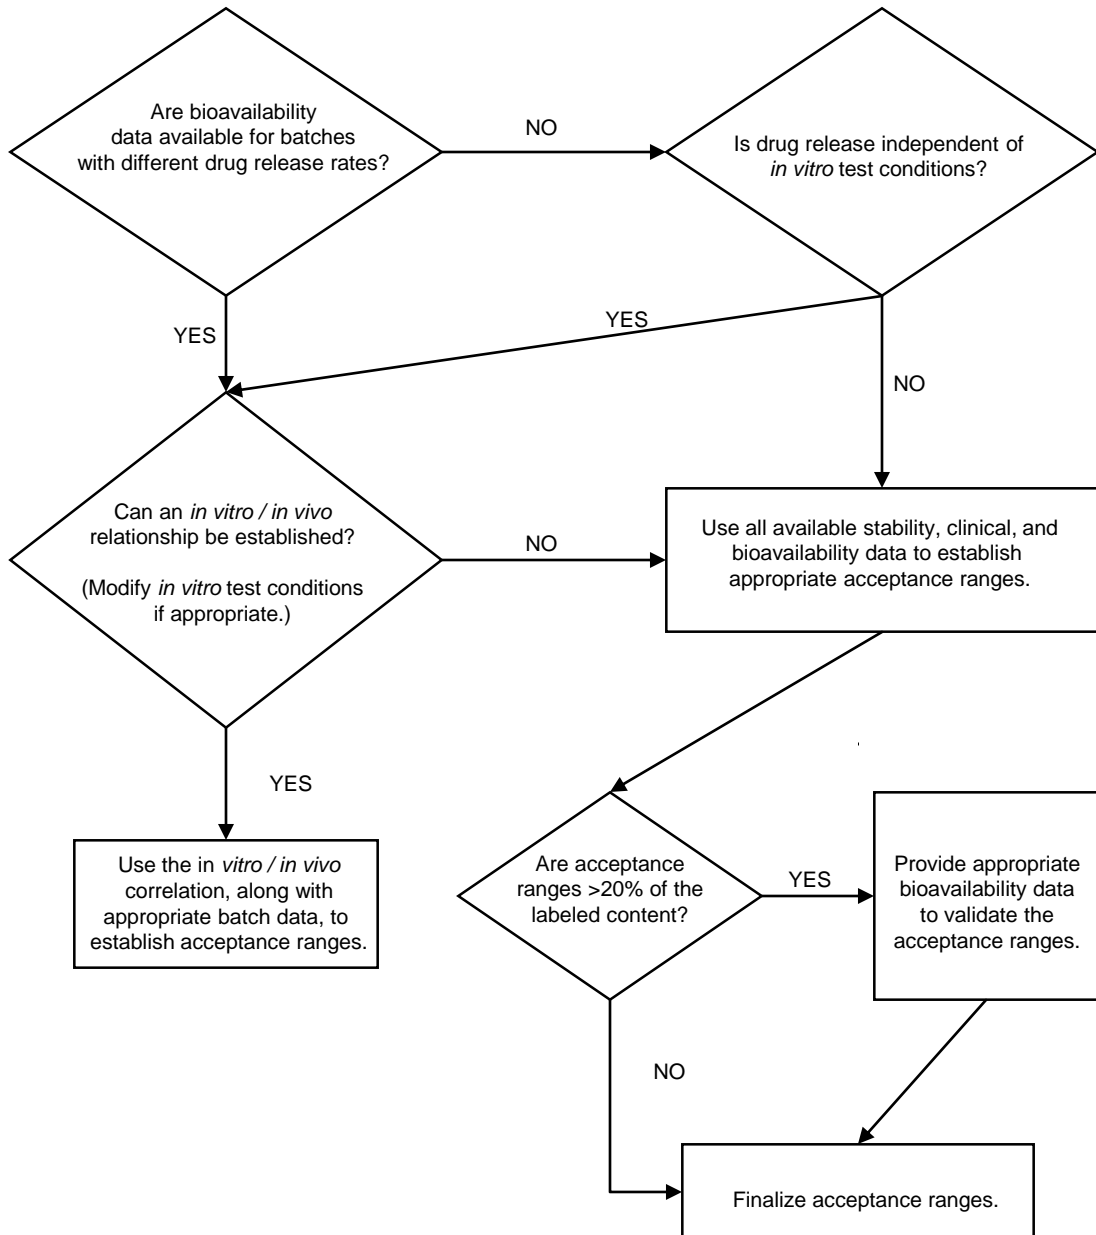 Are bioavailability
data available for batches
with different drug release rates?
NO
Is drug release independent of
in vitro test conditions?
YES
YES
NO
Can an in vitro / in vivo
relationship be established?
(Modify in vitro test conditions
if appropriate.)
NO
Use all available stability, clinical, and
bioavailability data to establish
appropriate acceptance ranges.
YES
Use the in vitro / in vivo
correlation, along with
appropriate batch data, to
establish acceptance ranges.
Are acceptance
ranges >20% of the
labeled content?
YES
Provide appropriate
bioavailability data
to validate the
acceptance ranges.
NO
Finalize acceptance ranges.